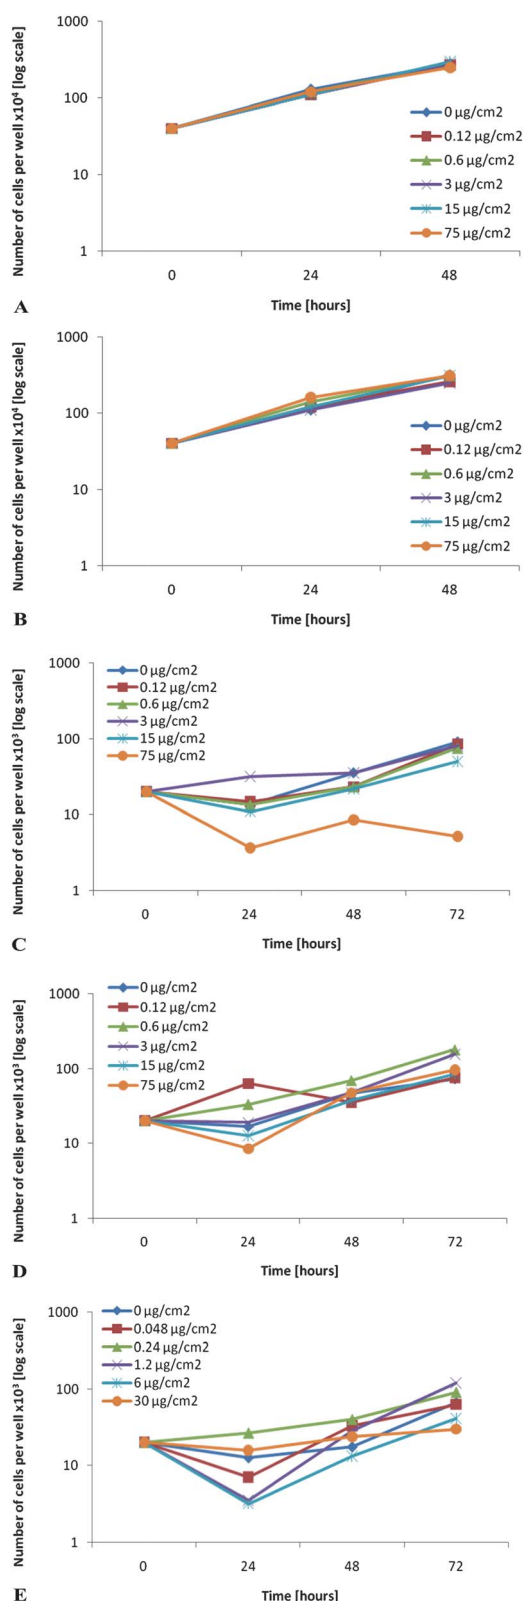 Number of cells per well x10⁴ [log scale]
1000
100
10
1
0 µg/cm2
0.12 µg/cm2
0.6 µg/cm2
3 µg/cm2
15 µg/cm2
75 µg/cm2
0 24 48
Time [hours]
A
Number of cells per well x10⁴ [log scale]
1000
100
10
1
0 µg/cm2
0.12 µg/cm2
0.6 µg/cm2
3 µg/cm2
15 µg/cm2
75 µg/cm2
0 24 48
Time [hours]
B
Number of cells per well x10³ [log scale]
1000
100
10
1
0 µg/cm2
0.12 µg/cm2
0.6 µg/cm2
3 µg/cm2
15 µg/cm2
75 µg/cm2
0 24 48 72
Time [hours]
C
Number of cells per well x10³ [log scale]
1000
100
10
1
0 µg/cm2
0.12 µg/cm2
0.6 µg/cm2
3 µg/cm2
15 µg/cm2
75 µg/cm2
0 24 48 72
Time [hours]
D
Number of cells per well x10³ [log scale]
1000
100
10
1
0 µg/cm2
0.048 µg/cm2
0.24 µg/cm2
1.2 µg/cm2
6 µg/cm2
30 µg/cm2
0 24 48 72
Time [hours]
E